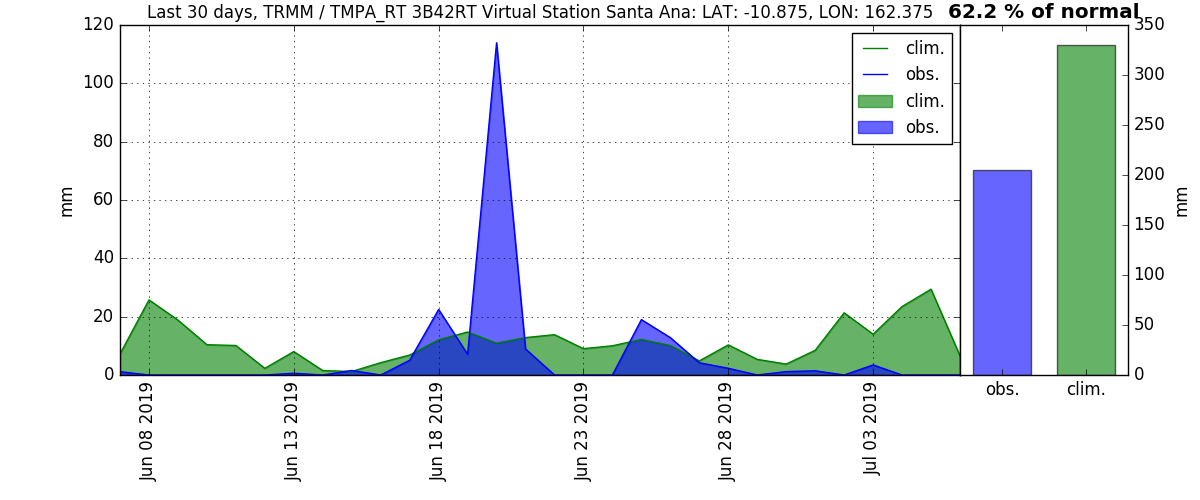 Last 30 days, TRMM / TMPA_RT 3B42RT Virtual Station Santa Ana: LAT: -10.875, LON: 162.375
62.2 % of normal
120
100
80
60
40
20
0
mm
clim.
obs.
clim.
obs.
350
300
250
200
150
100
50
0
mm
obs.
clim.
Jun 08 2019
Jun 13 2019
Jun 18 2019
Jun 23 2019
Jun 28 2019
Jul 03 2019